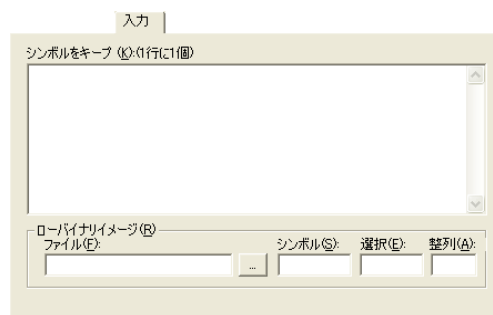 入力
シンボルをキープ (K):(1行に1個)
ローバイナリイメージ(R)
ファイル(F): シンボル(S): 選択(E): 整列(A):
...